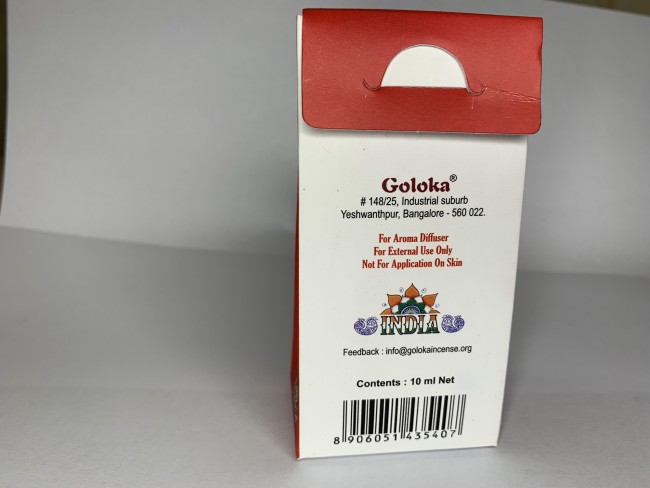 Goloka®
# 148/25, Industrial suburb
Yeshwanthpur, Bangalore - 560 022.
For Aroma Diffuser
For External Use Only
Not For Application On Skin
INDIA
Feedback : info@golokaincense.org
Contents : 10 ml Net
8 906051 435407